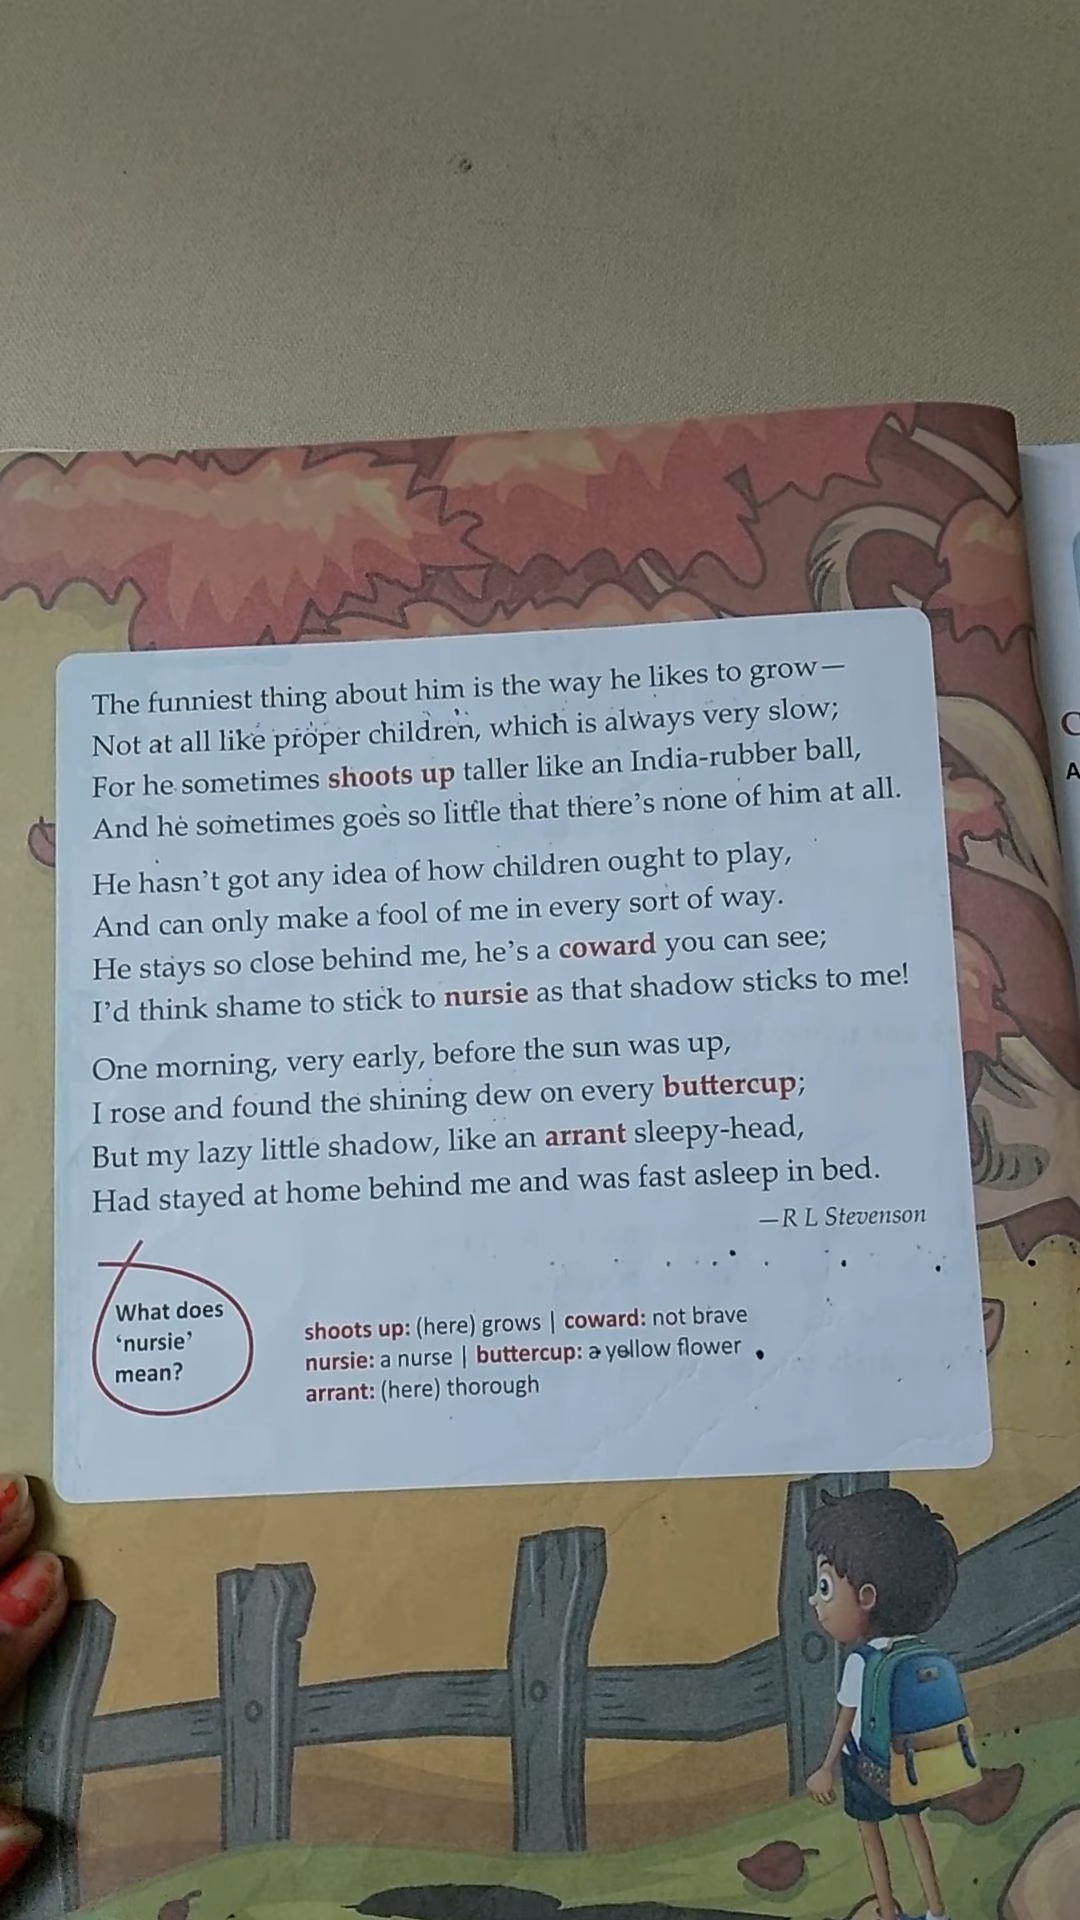 The funniest thing about him is the way he likes to grow—
Not at all like proper children, which is always very slow;
For he sometimes shoots up taller like an India-rubber ball,
And he sometimes goes so little that there's none of him at all.
He hasn't got any idea of how children ought to play,
And can only make a fool of me in every sort of way.
He stays so close behind me, he's a coward you can see;
I'd think shame to stick to nursie as that shadow sticks to me!
One morning, very early, before the sun was up,
I rose and found the shining dew on every buttercup;
But my lazy little shadow, like an arrant sleepy-head,
Had stayed at home behind me and was fast asleep in bed.
—R L Stevenson
What does
'nursie'
mean?
shoots up: (here) grows | coward: not brave
nursie: a nurse | buttercup: a yellow flower
arrant: (here) thorough
A